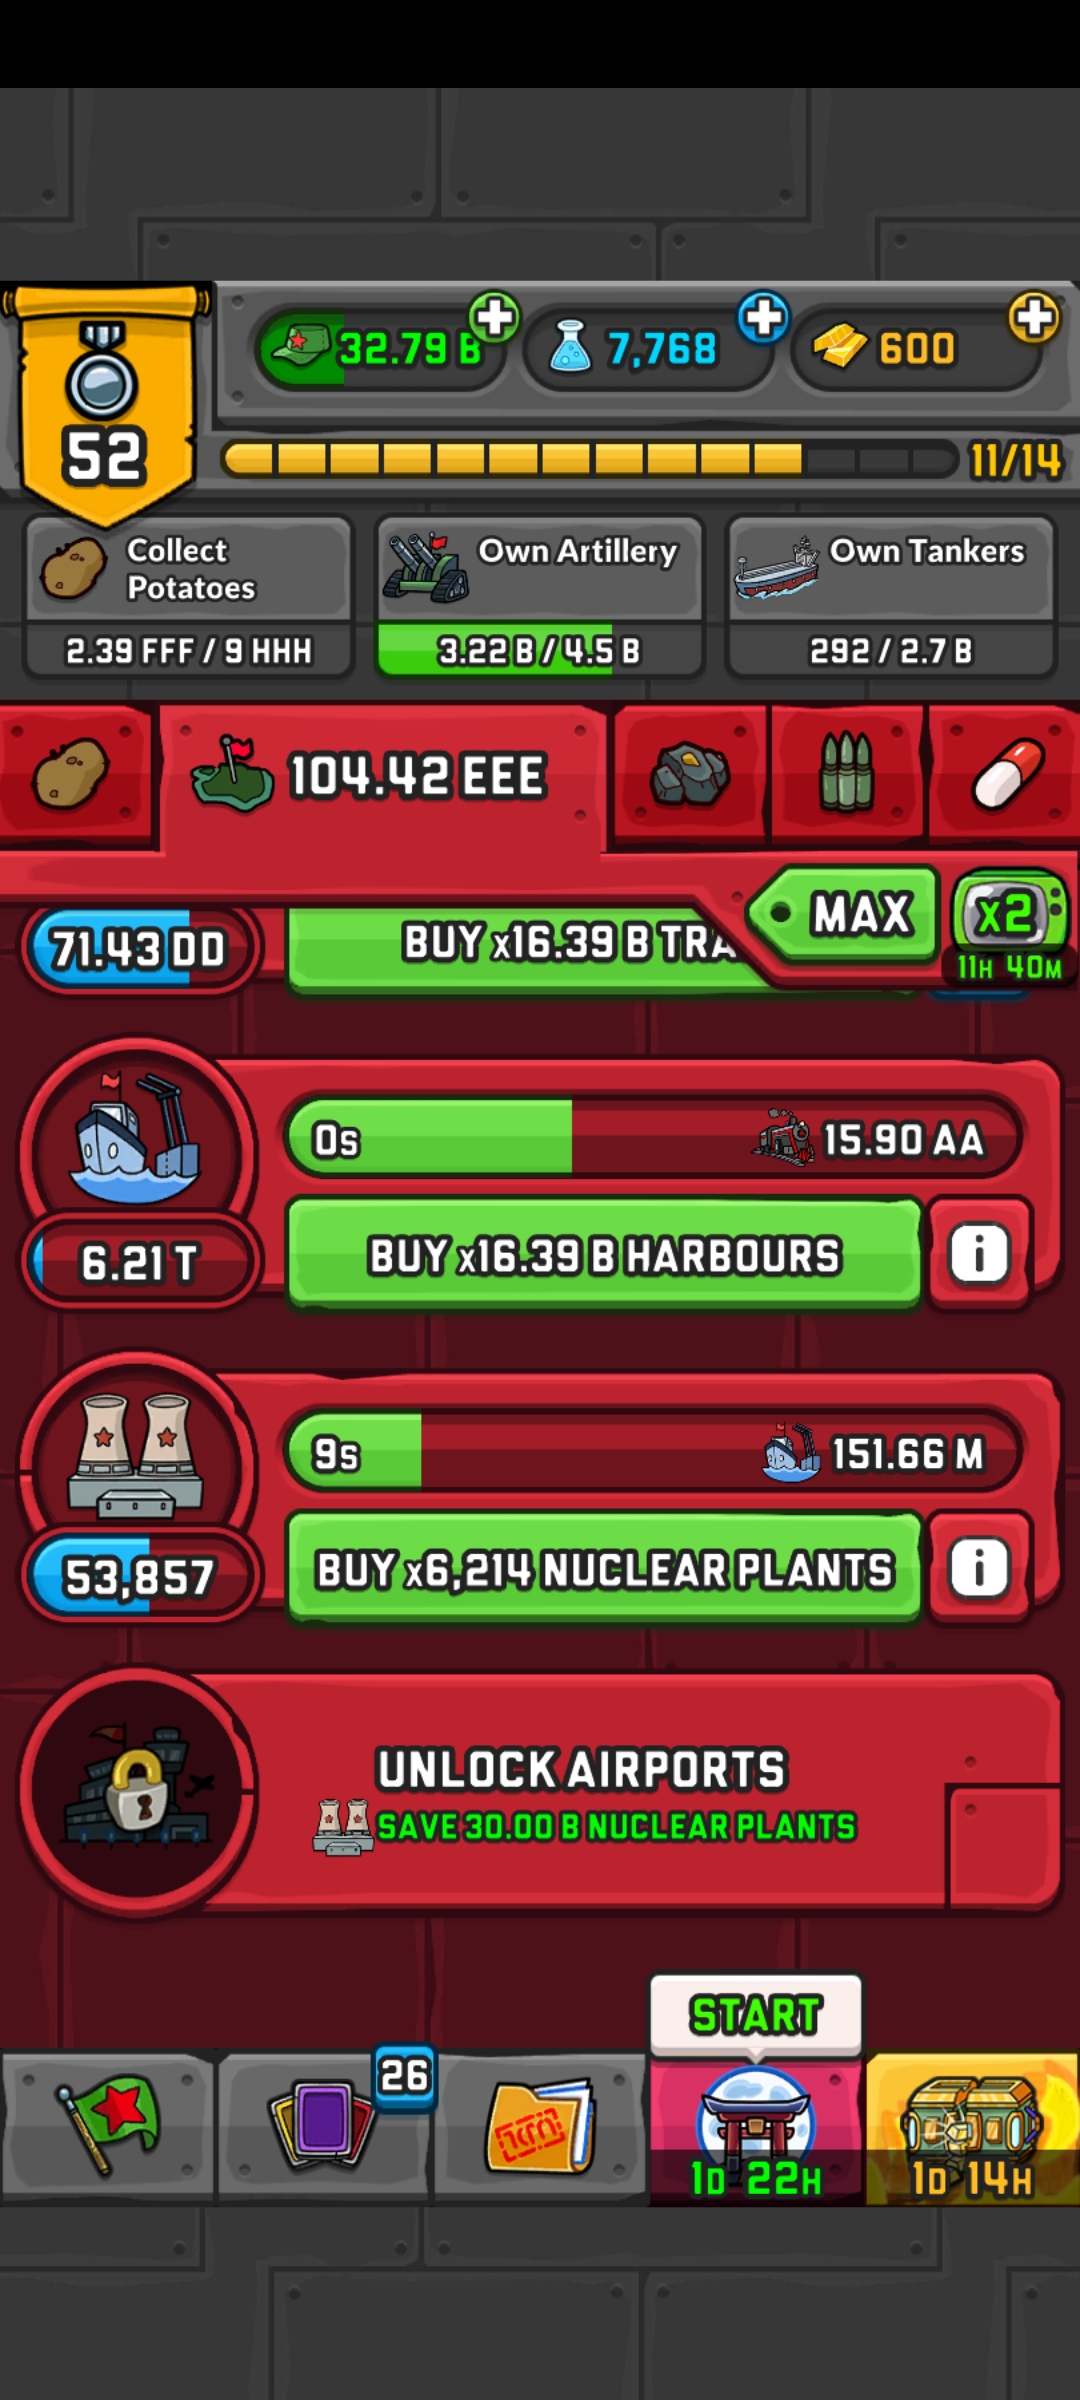 32.79 B
7,768
600
52
11/14
Collect
Potatoes
2.39 FFF / 9 HHH
Own Artillery
3.22 B / 4.5 B
Own Tankers
292 / 2.7 B
104.42 EEE
MAX
x2
11H 40M
71.43 DD
BUY x16.39 B TRA
0s
15.90 AA
6.21 T
BUY x16.39 B HARBOURS
i
9s
151.66 M
53,857
BUY x6,214 NUCLEAR PLANTS
i
UNLOCK AIRPORTS
SAVE 30.00 B NUCLEAR PLANTS
START
26
1D 22H
1D 14H